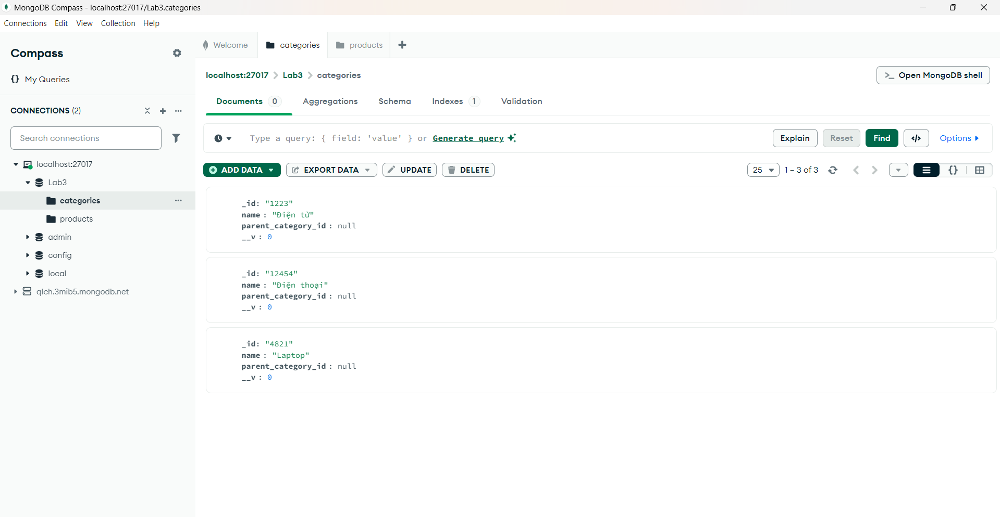 MongoDB Compass - localhost:27017/Lab3.categories
Connections Edit View Collection Help
Compass
{} My Queries
CONNECTIONS (2)
Search connections
localhost:27017
Lab3
categories
products
admin
config
local
qlch.3mib5.mongodb.net
Welcome categories products
localhost:27017 > Lab3 > categories
>_ Open MongoDB shell
Documents 0 Aggregations Schema Indexes 1 Validation
Type a query: { field: 'value' } or Generate query
Explain Reset Find </> Options
ADD DATA EXPORT DATA UPDATE DELETE
25 1 – 3 of 3 {}
_id: "1223"
name : "Điện tử"
parent_category_id : null
__v : 0
_id: "12454"
name : "Điện thoại"
parent_category_id : null
__v : 0
_id: "4821"
name : "Laptop"
parent_category_id : null
__v : 0